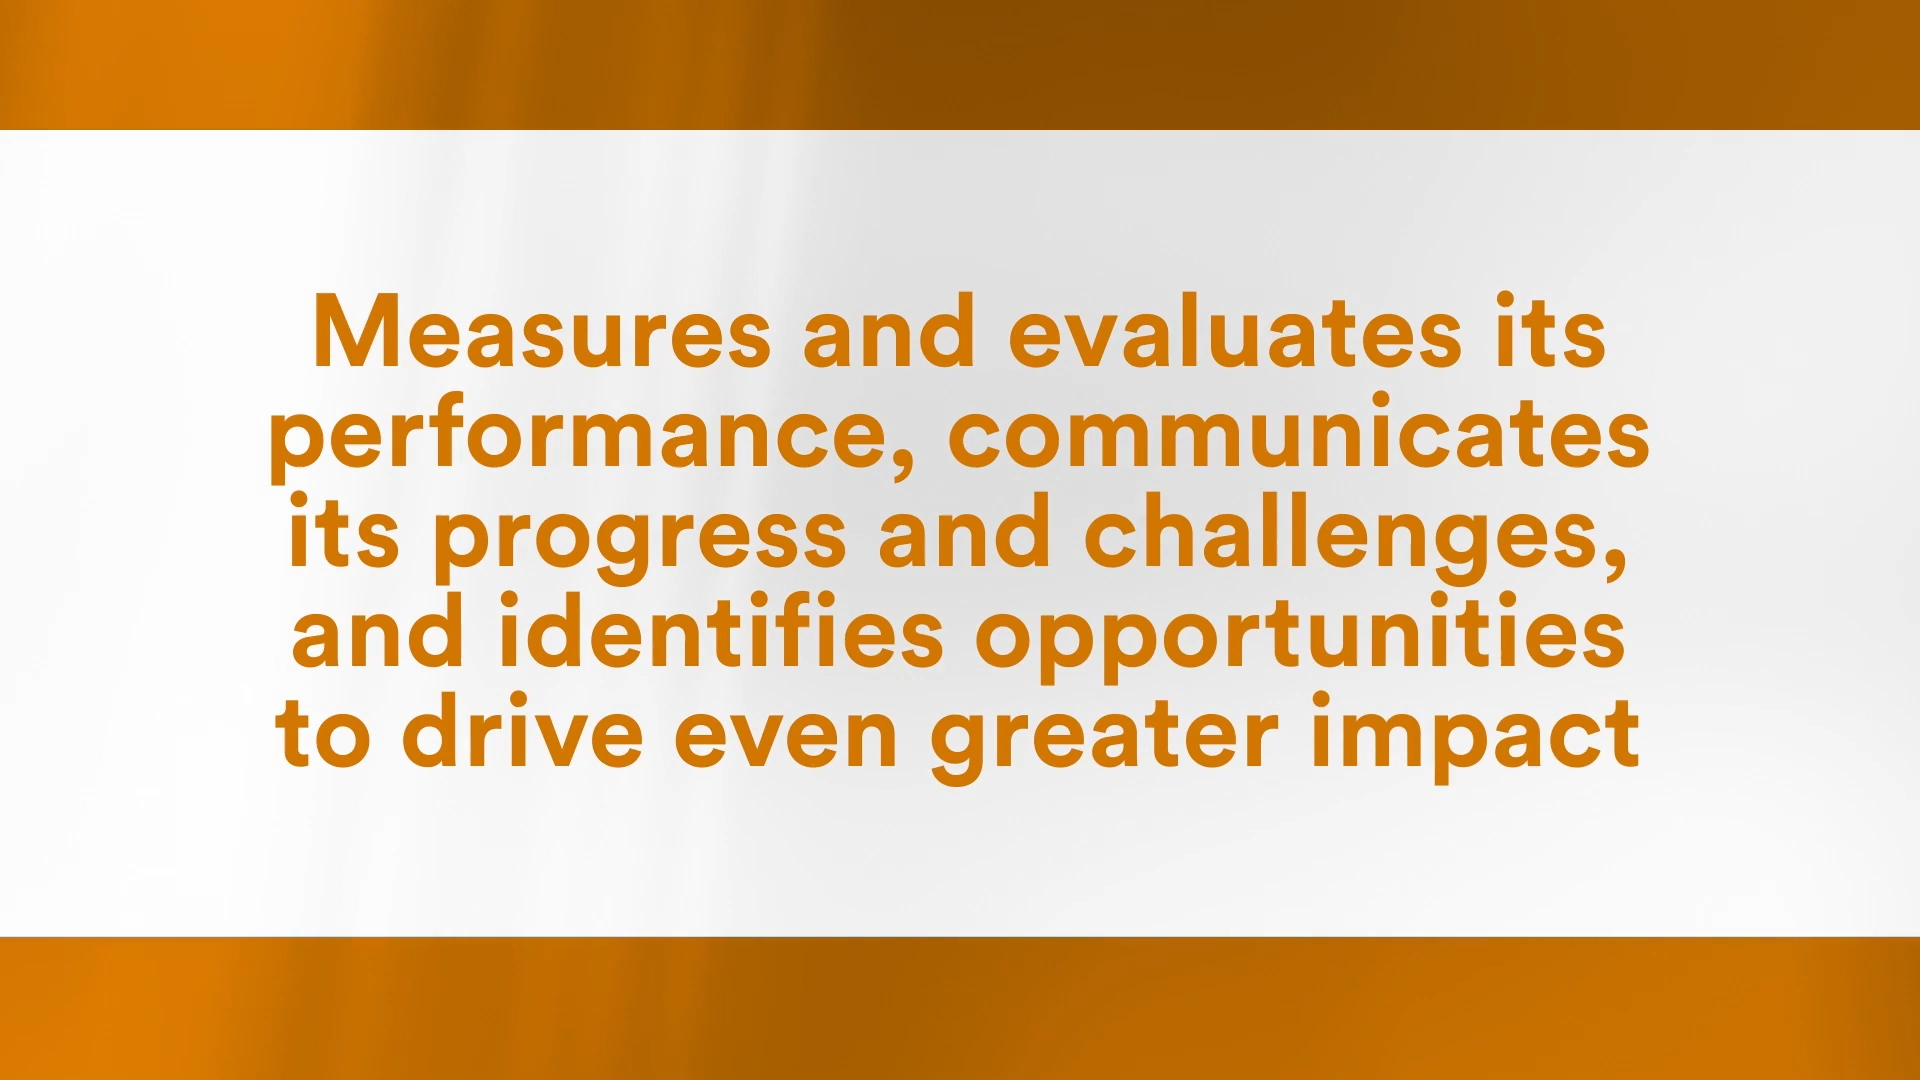 Measures and evaluates its
performance, communicates
its progress and challenges,
and identifies opportunities
to drive even greater impact